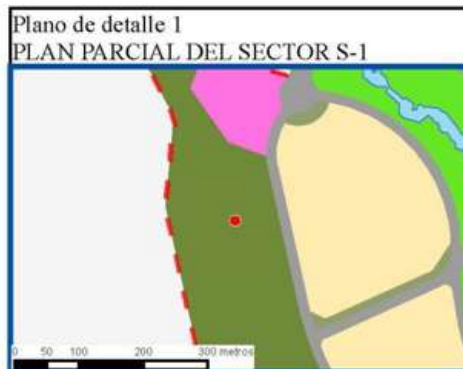 Plano de detalle 1
PLAN PARCIAL DEL SECTOR S-1
0 50 100 200 300 metros